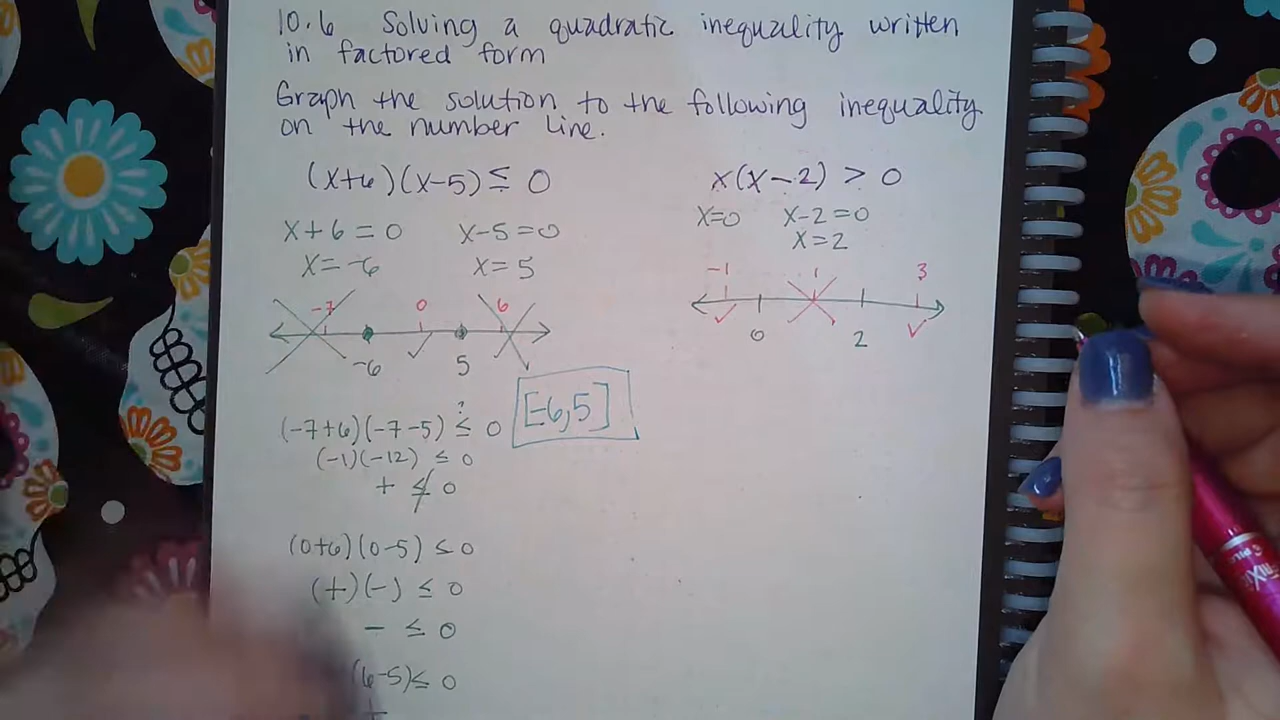 10.6 Solving a quadratic inequality written
in factored form
Graph the solution to the following inequality
on the number line.
(x+6)(x-5) ≤ 0
x+6=0 x-5=0
x=-6 x=5
-7 0 6
-6 5
[-6,5]
(-7+6)(-7-5) ≤? 0
(-1)(-12) ≤ 0
+ ≰ 0
(0+6)(0-5) ≤ 0
(+)(-) ≤ 0
- ≤ 0
(6-5) ≤ 0
+
x(x-2) > 0
x=0 x-2=0
x=2
-1 1 3
0 2